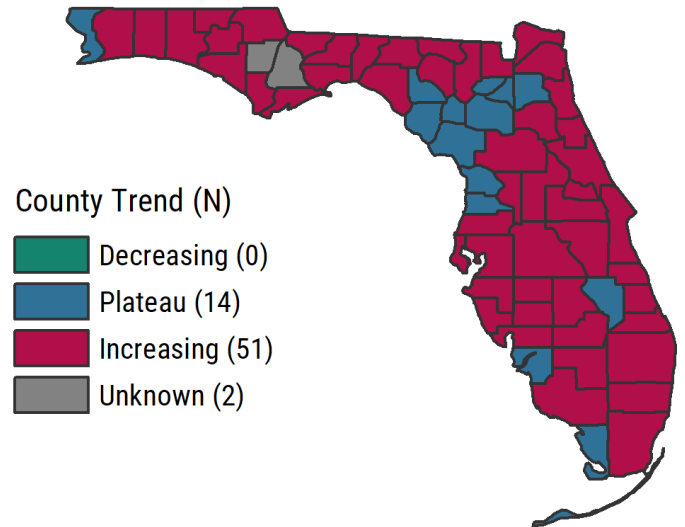 County Trend (N)
Decreasing (0)
Plateau (14)
Increasing (51)
Unknown (2)